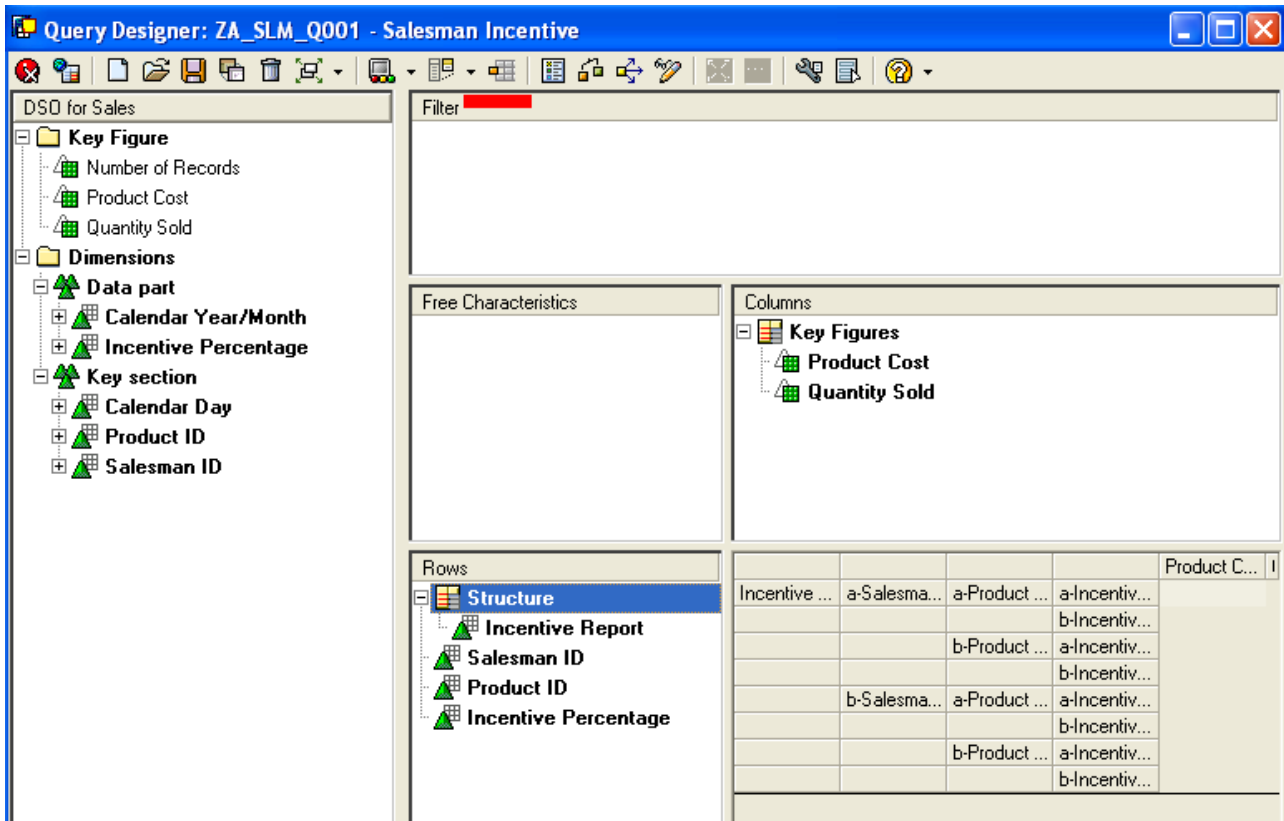 Query Designer: ZA_SLM_Q001 - Salesman Incentive
DSO for Sales
Key Figure
Number of Records
Product Cost
Quantity Sold
Dimensions
Data part
Calendar Year/Month
Incentive Percentage
Key section
Calendar Day
Product ID
Salesman ID
Filter
Free Characteristics
Columns
Key Figures
Product Cost
Quantity Sold
Rows
Structure
Incentive Report
Salesman ID
Product ID
Incentive Percentage
Product C...
Incentive ... a-Salesma... a-Product ... a-Incentiv...
b-Incentiv...
b-Product ... a-Incentiv...
b-Incentiv...
b-Salesma... a-Product ... a-Incentiv...
b-Incentiv...
b-Product ... a-Incentiv...
b-Incentiv...